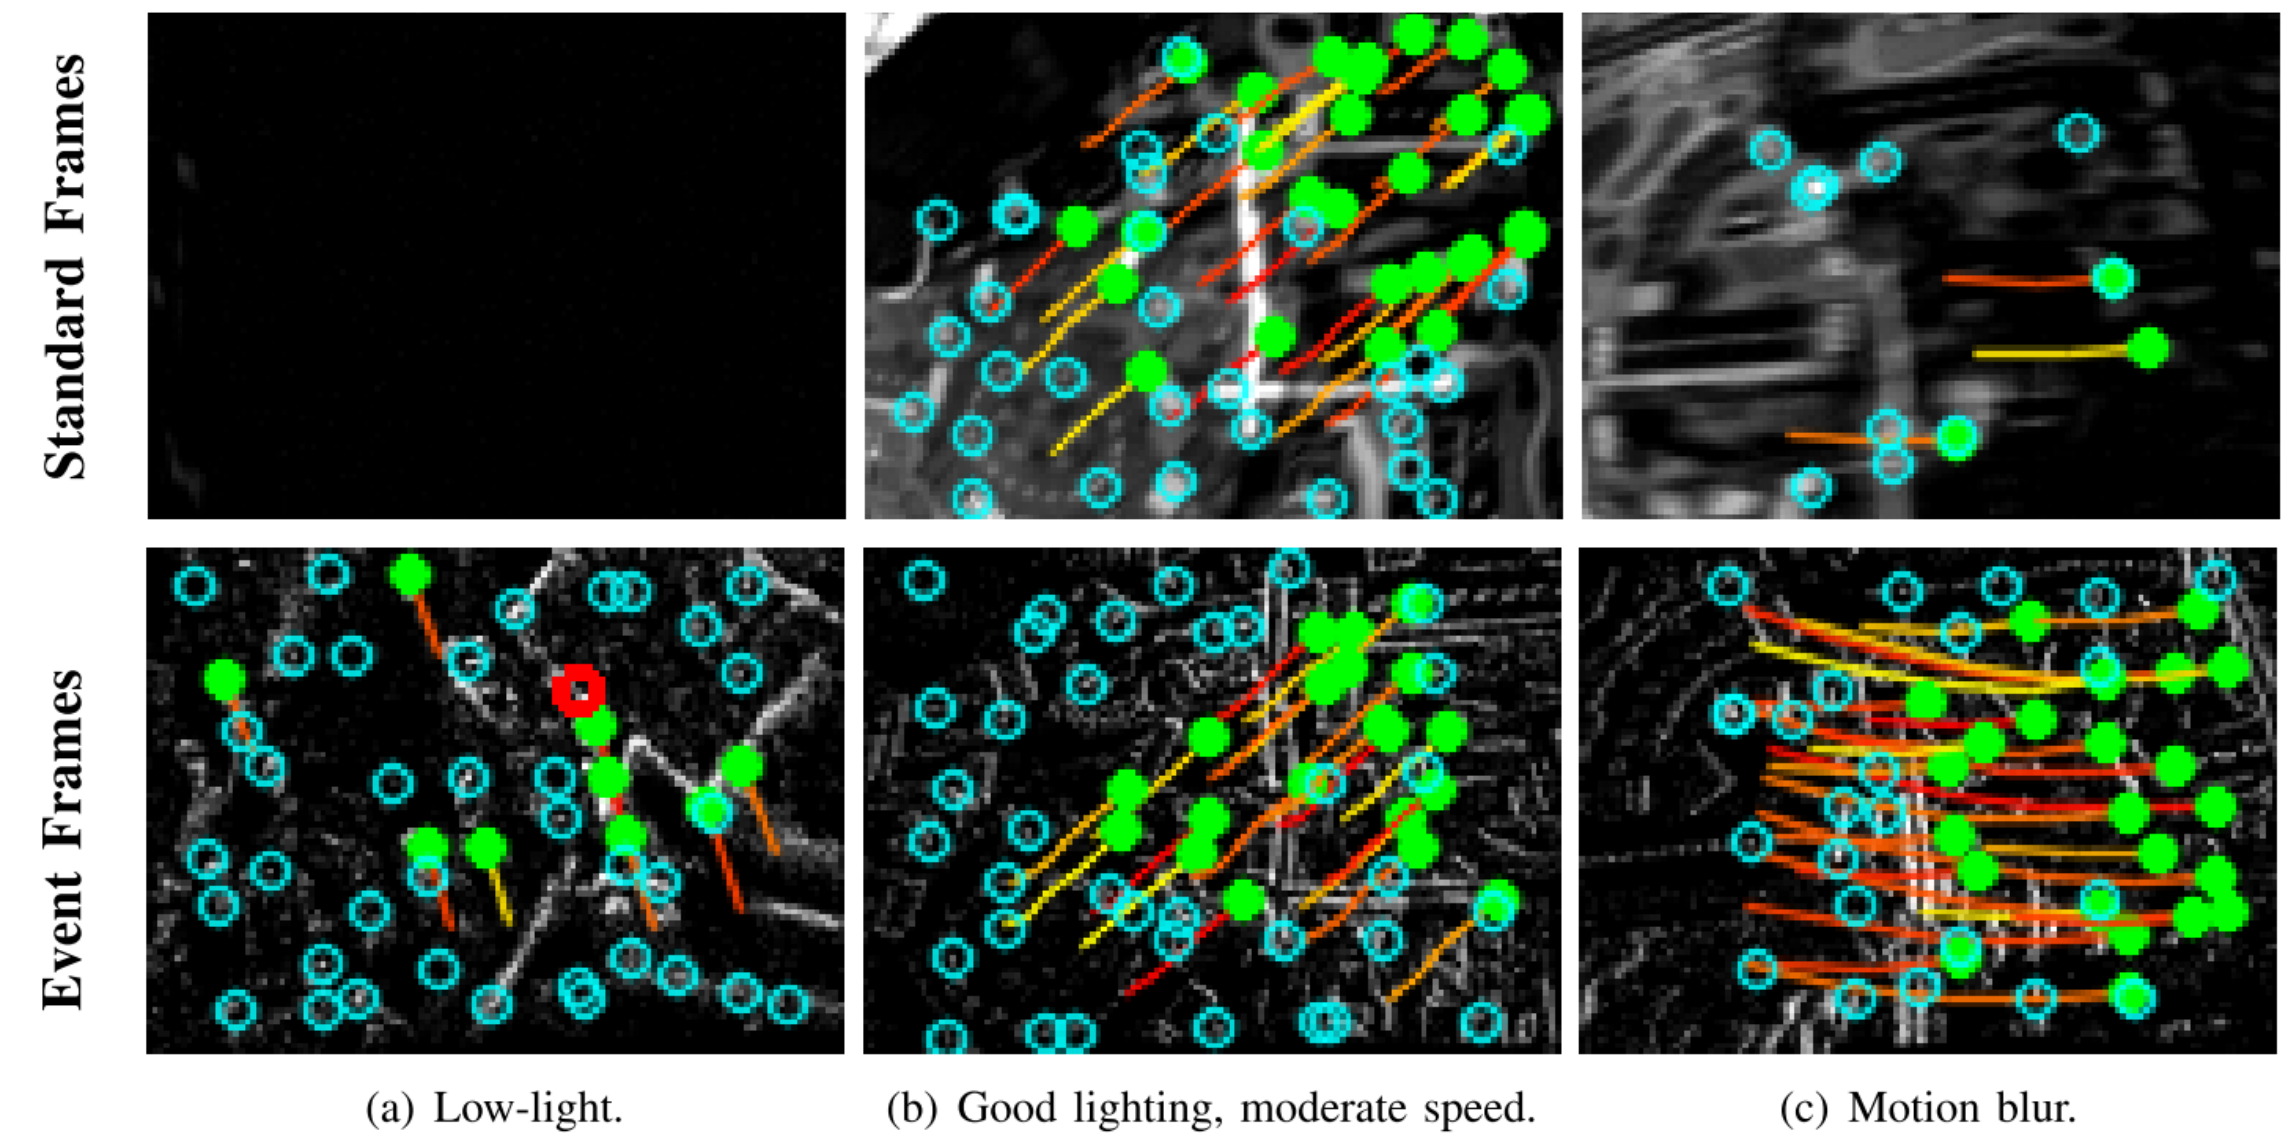 Standard Frames
Event Frames
(a) Low-light.
(b) Good lighting, moderate speed.
(c) Motion blur.